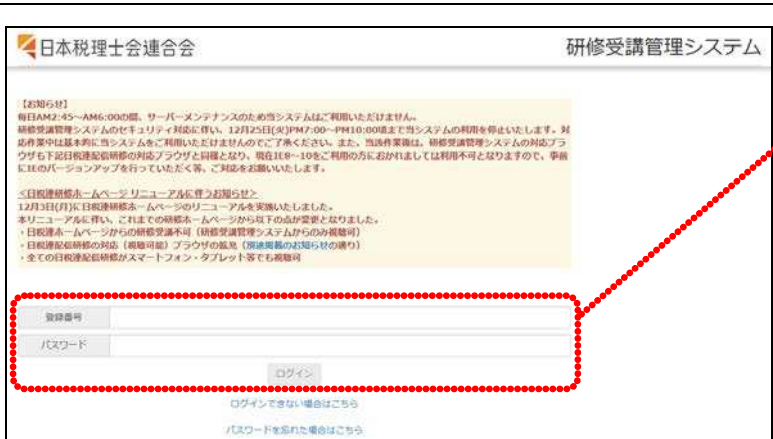 日本税理士会連合会
研修受講管理システム
【お知らせ】
毎日AM2:45～AM6:00の間、サーバーメンテナンスのため当システムはご利用いただけません。
研修受講管理システムのセキュリティ対応に伴い、12月25日(火)PM7:00～PM10:00頃まで当システムの利用を停止いたします。対
応作業中は基本的に当システムをご利用いただけませんのでご了承ください。また、当該作業後は、研修受講管理システムの対応ブラ
ウザも下記日税連配信研修の対応ブラウザと同様となり、現在IE8～10をご利用の方におかれましては利用不可となりますので、事前
にIEのバージョンアップを行っていただく等、ご対応をお願いいたします。
<日税連研修ホームページ リニューアルに伴うお知らせ>
12月3日(月)に日税連研修ホームページのリニューアルを実施いたしました。
本リニューアルに伴い、これまでの研修ホームページから以下の点が変更となりました。
・日税連ホームページからの研修受講不可（研修受講管理システムからのみ視聴可）
・日税連配信研修の対応（視聴可能）ブラウザの拡充（別途掲載のお知らせの通り）
・全ての日税連配信研修がスマートフォン・タブレット等でも視聴可
登録番号
パスワード
ログイン
ログインできない場合はこちら
パスワードを忘れた場合はこちら